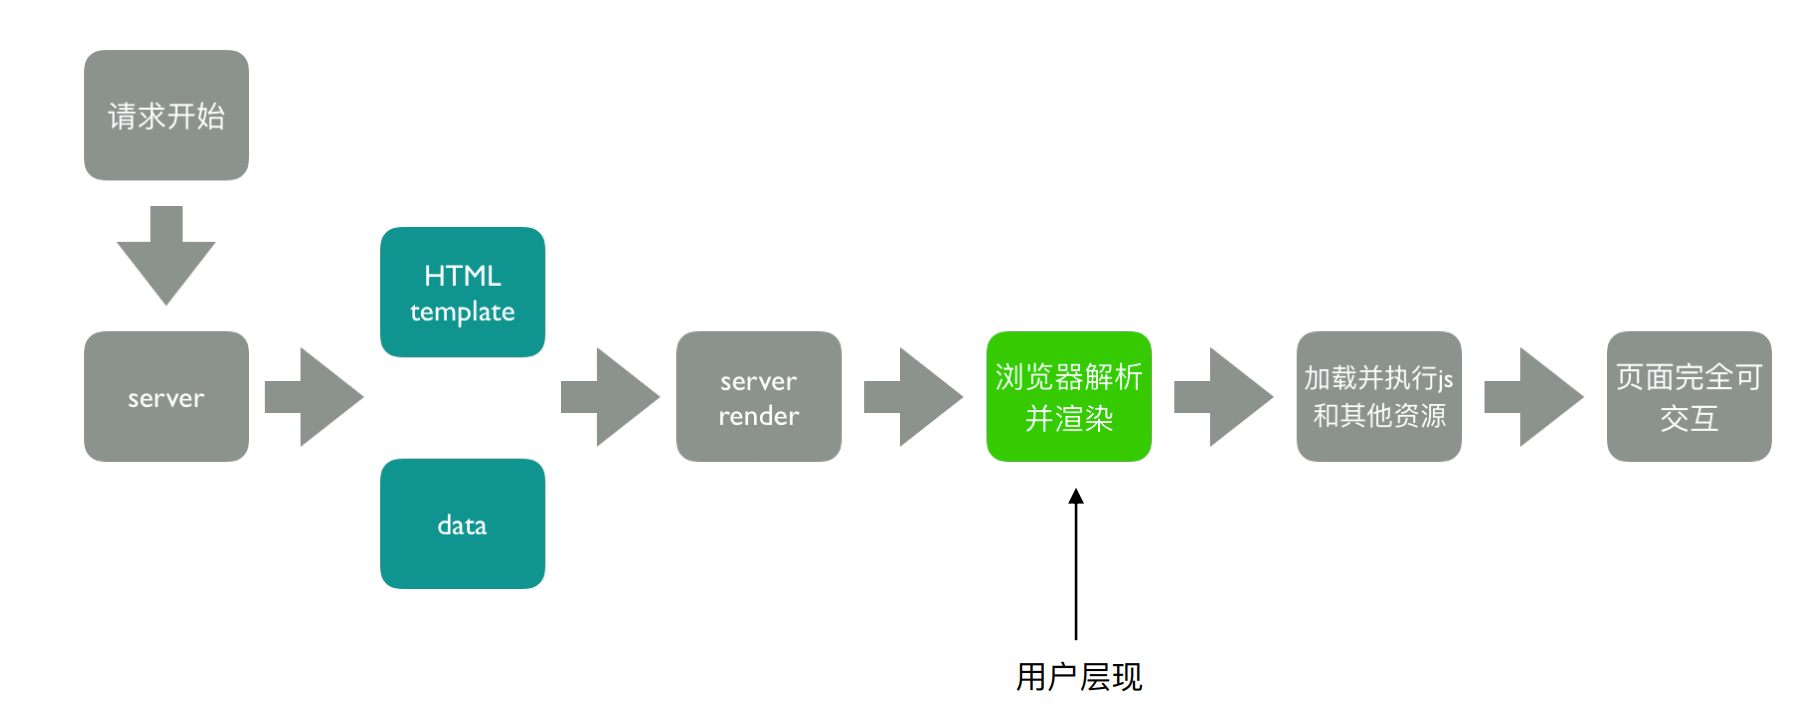 请求开始
HTML
template
server
server
render
浏览器解析
并渲染
加载并执行js
和其他资源
页面完全可
交互
data
用户层现